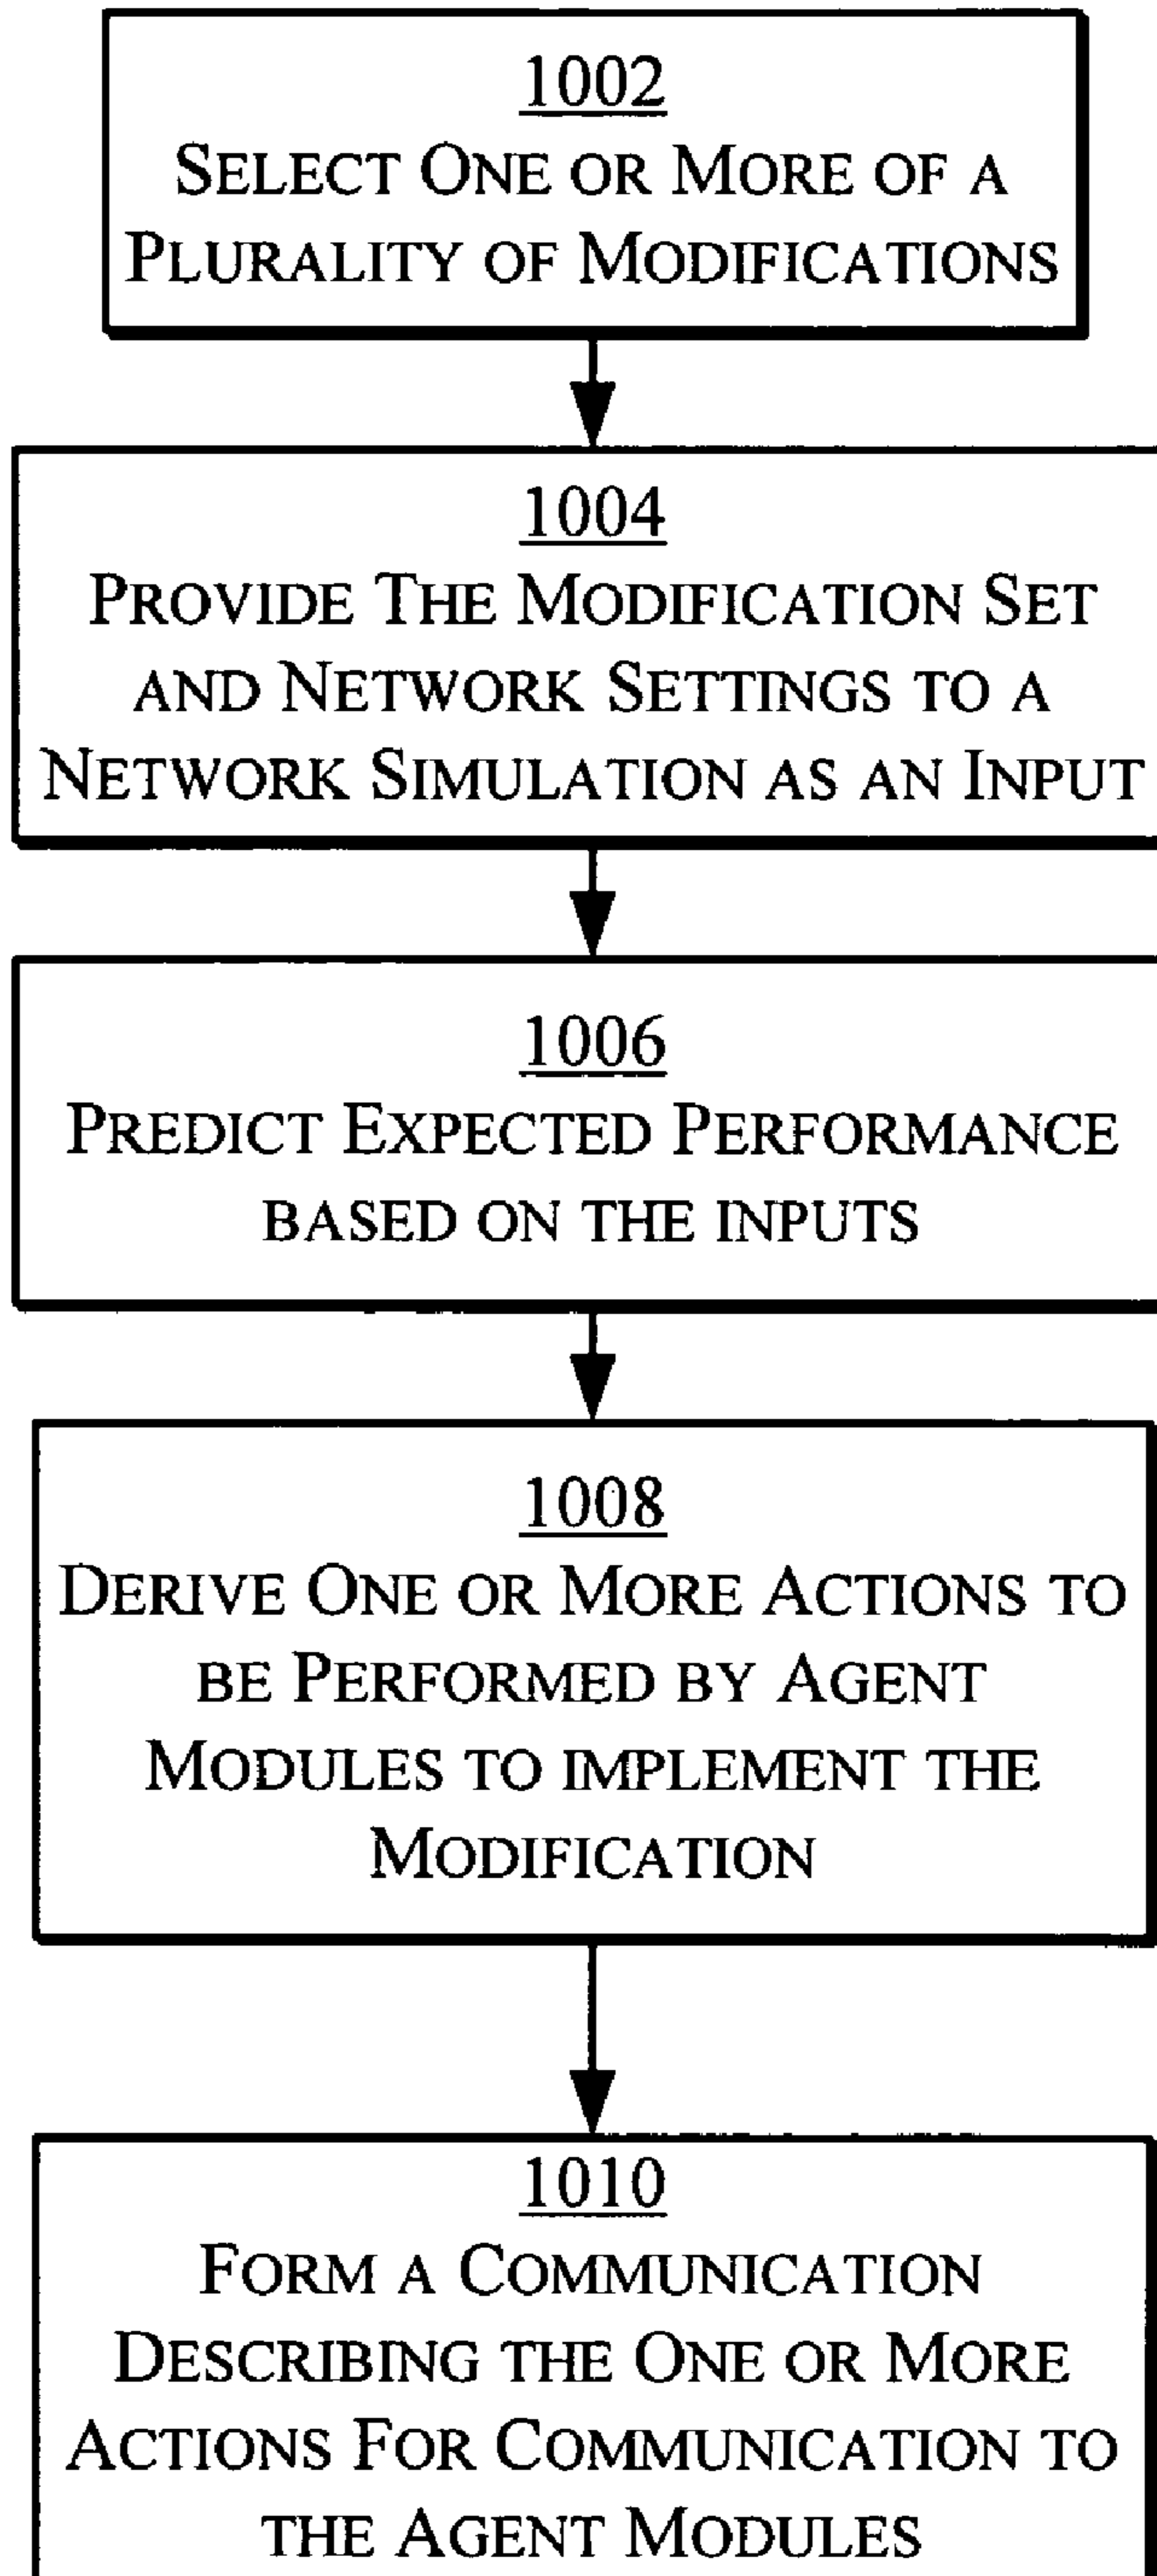 1002
SELECT ONE OR MORE OF A
PLURALITY OF MODIFICATIONS
1004
PROVIDE THE MODIFICATION SET
AND NETWORK SETTINGS TO A
NETWORK SIMULATION AS AN INPUT
1006
PREDICT EXPECTED PERFORMANCE
BASED ON THE INPUTS
1008
DERIVE ONE OR MORE ACTIONS TO
BE PERFORMED BY AGENT
MODULES TO IMPLEMENT THE
MODIFICATION
1010
FORM A COMMUNICATION
DESCRIBING THE ONE OR MORE
ACTIONS FOR COMMUNICATION TO
THE AGENT MODULES